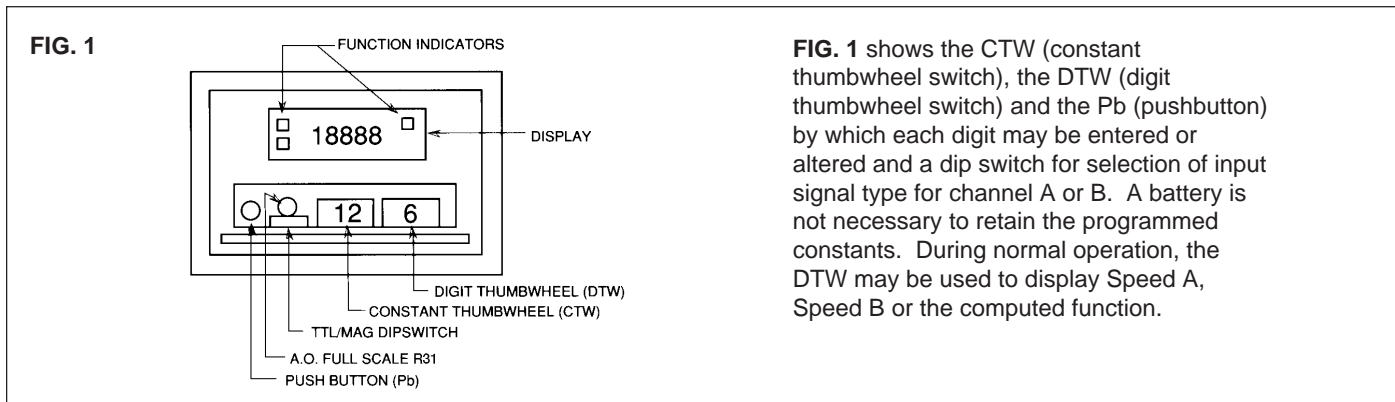 FIG. 1
FUNCTION INDICATORS
18888
DISPLAY
12
6
DIGIT THUMBWHEEL (DTW)
CONSTANT THUMBWHEEL (CTW)
TTL/MAG DIPSWITCH
A.O. FULL SCALE R31
PUSH BUTTON (Pb)
FIG. 1 shows the CTW (constant
thumbwheel switch), the DTW (digit
thumbwheel switch) and the Pb (pushbutton)
by which each digit may be entered or
altered and a dip switch for selection of input
signal type for channel A or B.  A battery is
not necessary to retain the programmed
constants.  During normal operation, the
DTW may be used to display Speed A,
Speed B or the computed function.